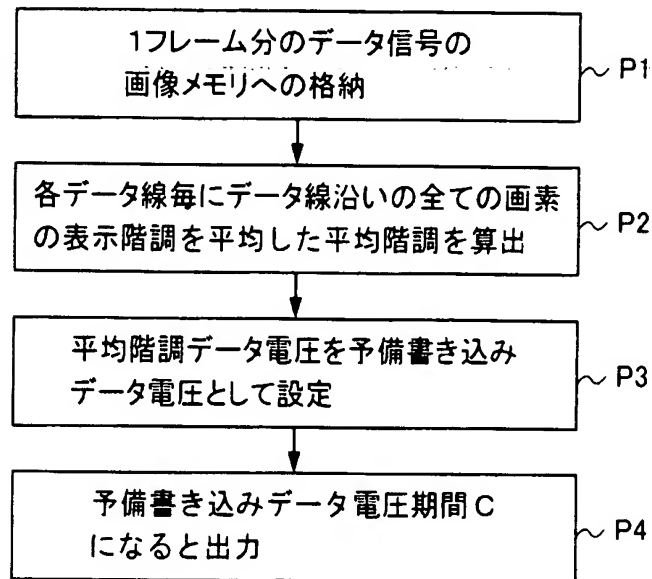 1フレーム分のデータ信号の
画像メモリへの格納
P1
各データ線毎にデータ線沿いの全ての画素
の表示階調を平均した平均階調を算出
P2
平均階調データ電圧を予備書き込み
データ電圧として設定
P3
予備書き込みデータ電圧期間C
になると出力
P4